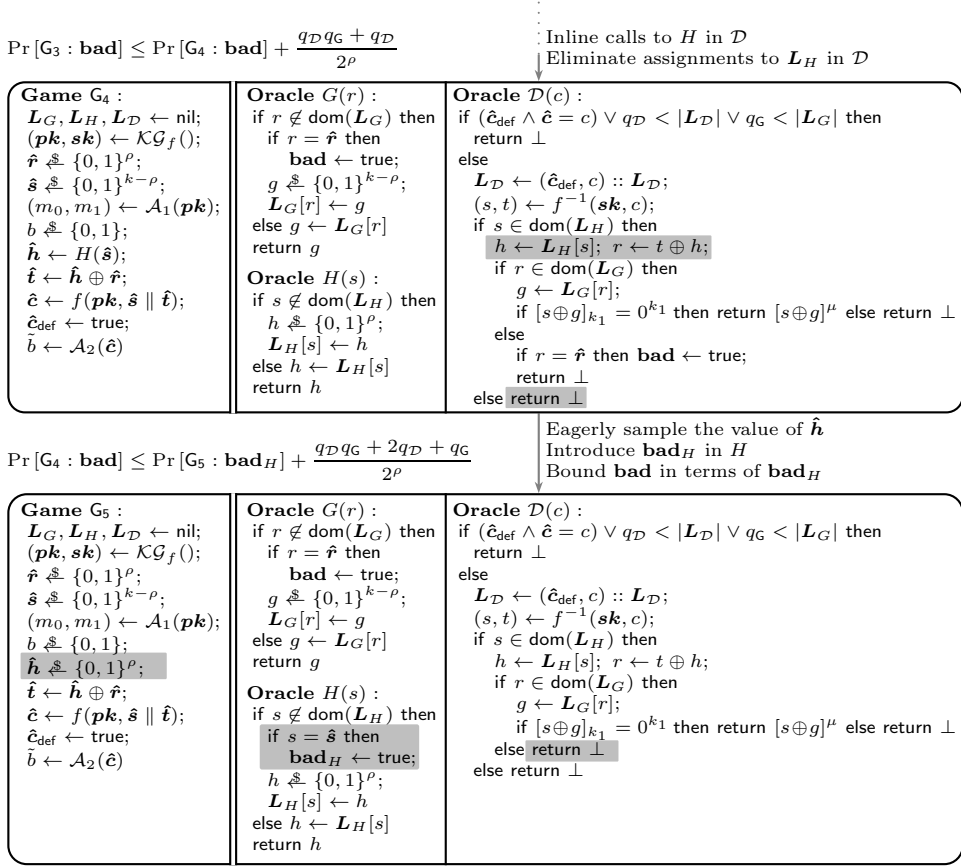 Pr [G₃ : bad] ≤ Pr [G₄ : bad] + (q_𝒟 q_G + q_𝒟) / 2^ρ
Inline calls to H in 𝒟
Eliminate assignments to L_H in 𝒟
Game G₄ :
L_G, L_H, L_𝒟 ← nil;
(pk, sk) ← 𝒦𝒢_f();
r̂ ←$ {0, 1}^ρ;
ŝ ←$ {0, 1}^{k−ρ};
(m₀, m₁) ← 𝒜₁(pk);
b ←$ {0, 1};
ĥ ← H(ŝ);
t̂ ← ĥ ⊕ r̂;
ĉ ← f(pk, ŝ ∥ t̂);
ĉ_def ← true;
b̃ ← 𝒜₂(ĉ)
Oracle G(r) :
if r ∉ dom(L_G) then
if r = r̂ then
bad ← true;
g ←$ {0, 1}^{k−ρ};
L_G[r] ← g
else g ← L_G[r]
return g
Oracle H(s) :
if s ∉ dom(L_H) then
h ←$ {0, 1}^ρ;
L_H[s] ← h
else h ← L_H[s]
return h
Oracle 𝒟(c) :
if (ĉ_def ∧ ĉ = c) ∨ q_𝒟 < |L_𝒟| ∨ q_G < |L_G| then
return ⊥
else
L_𝒟 ← (ĉ_def, c) :: L_𝒟;
(s, t) ← f^{−1}(sk, c);
if s ∈ dom(L_H) then
h ← L_H[s]; r ← t ⊕ h;
if r ∈ dom(L_G) then
g ← L_G[r];
if [s⊕g]_{k₁} = 0^{k₁} then return [s⊕g]^μ else return ⊥
else
if r = r̂ then bad ← true;
return ⊥
else return ⊥
Pr [G₄ : bad] ≤ Pr [G₅ : bad_H] + (q_𝒟 q_G + 2q_𝒟 + q_G) / 2^ρ
Eagerly sample the value of ĥ
Introduce bad_H in H
Bound bad in terms of bad_H
Game G₅ :
L_G, L_H, L_𝒟 ← nil;
(pk, sk) ← 𝒦𝒢_f();
r̂ ←$ {0, 1}^ρ;
ŝ ←$ {0, 1}^{k−ρ};
(m₀, m₁) ← 𝒜₁(pk);
b ←$ {0, 1};
ĥ ←$ {0, 1}^ρ;
t̂ ← ĥ ⊕ r̂;
ĉ ← f(pk, ŝ ∥ t̂);
ĉ_def ← true;
b̃ ← 𝒜₂(ĉ)
Oracle G(r) :
if r ∉ dom(L_G) then
if r = r̂ then
bad ← true;
g ←$ {0, 1}^{k−ρ};
L_G[r] ← g
else g ← L_G[r]
return g
Oracle H(s) :
if s ∉ dom(L_H) then
if s = ŝ then
bad_H ← true;
h ←$ {0, 1}^ρ;
L_H[s] ← h
else h ← L_H[s]
return h
Oracle 𝒟(c) :
if (ĉ_def ∧ ĉ = c) ∨ q_𝒟 < |L_𝒟| ∨ q_G < |L_G| then
return ⊥
else
L_𝒟 ← (ĉ_def, c) :: L_𝒟;
(s, t) ← f^{−1}(sk, c);
if s ∈ dom(L_H) then
h ← L_H[s]; r ← t ⊕ h;
if r ∈ dom(L_G) then
g ← L_G[r];
if [s⊕g]_{k₁} = 0^{k₁} then return [s⊕g]^μ else return ⊥
else return ⊥
else return ⊥